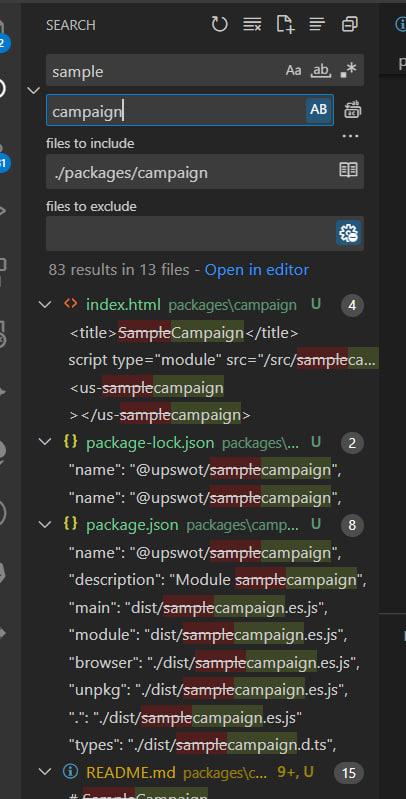 SEARCH
sample
Aa ab .*
campaign
AB
files to include
./packages/campaign
files to exclude
83 results in 13 files - Open in editor
<> index.html packages\campaign U 4
<title>SampleCampaign</title>
script type="module" src="/src/sampleca...
<us-samplecampaign
></us-samplecampaign>
{} package-lock.json packages\... U 2
"name": "@upswot/samplecampaign",
"name": "@upswot/samplecampaign",
{} package.json packages\camp... U 8
"name": "@upswot/samplecampaign",
"description": "Module samplecampaign",
"main": "dist/samplecampaign.es.js",
"module": "dist/samplecampaign.es.js",
"browser": "./dist/samplecampaign.es.js",
"unpkg": "./dist/samplecampaign.es.js",
".": "./dist/samplecampaign.es.js"
"types": "./dist/samplecampaign.d.ts",
README.md packages\c... 9+, U 15
# SampleCampaign